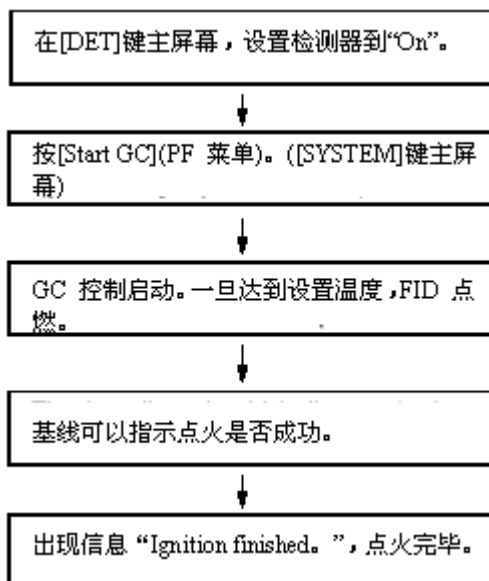 在[DET]键主屏幕，设置检测器到“On”。
按[Start GC](PF 菜单)。([SYSTEM]键主屏
幕)
GC 控制启动。一旦达到设置温度,FID 点
燃。
基线可以指示点火是否成功。
出现信息“Ignition finished。”，点火完毕。